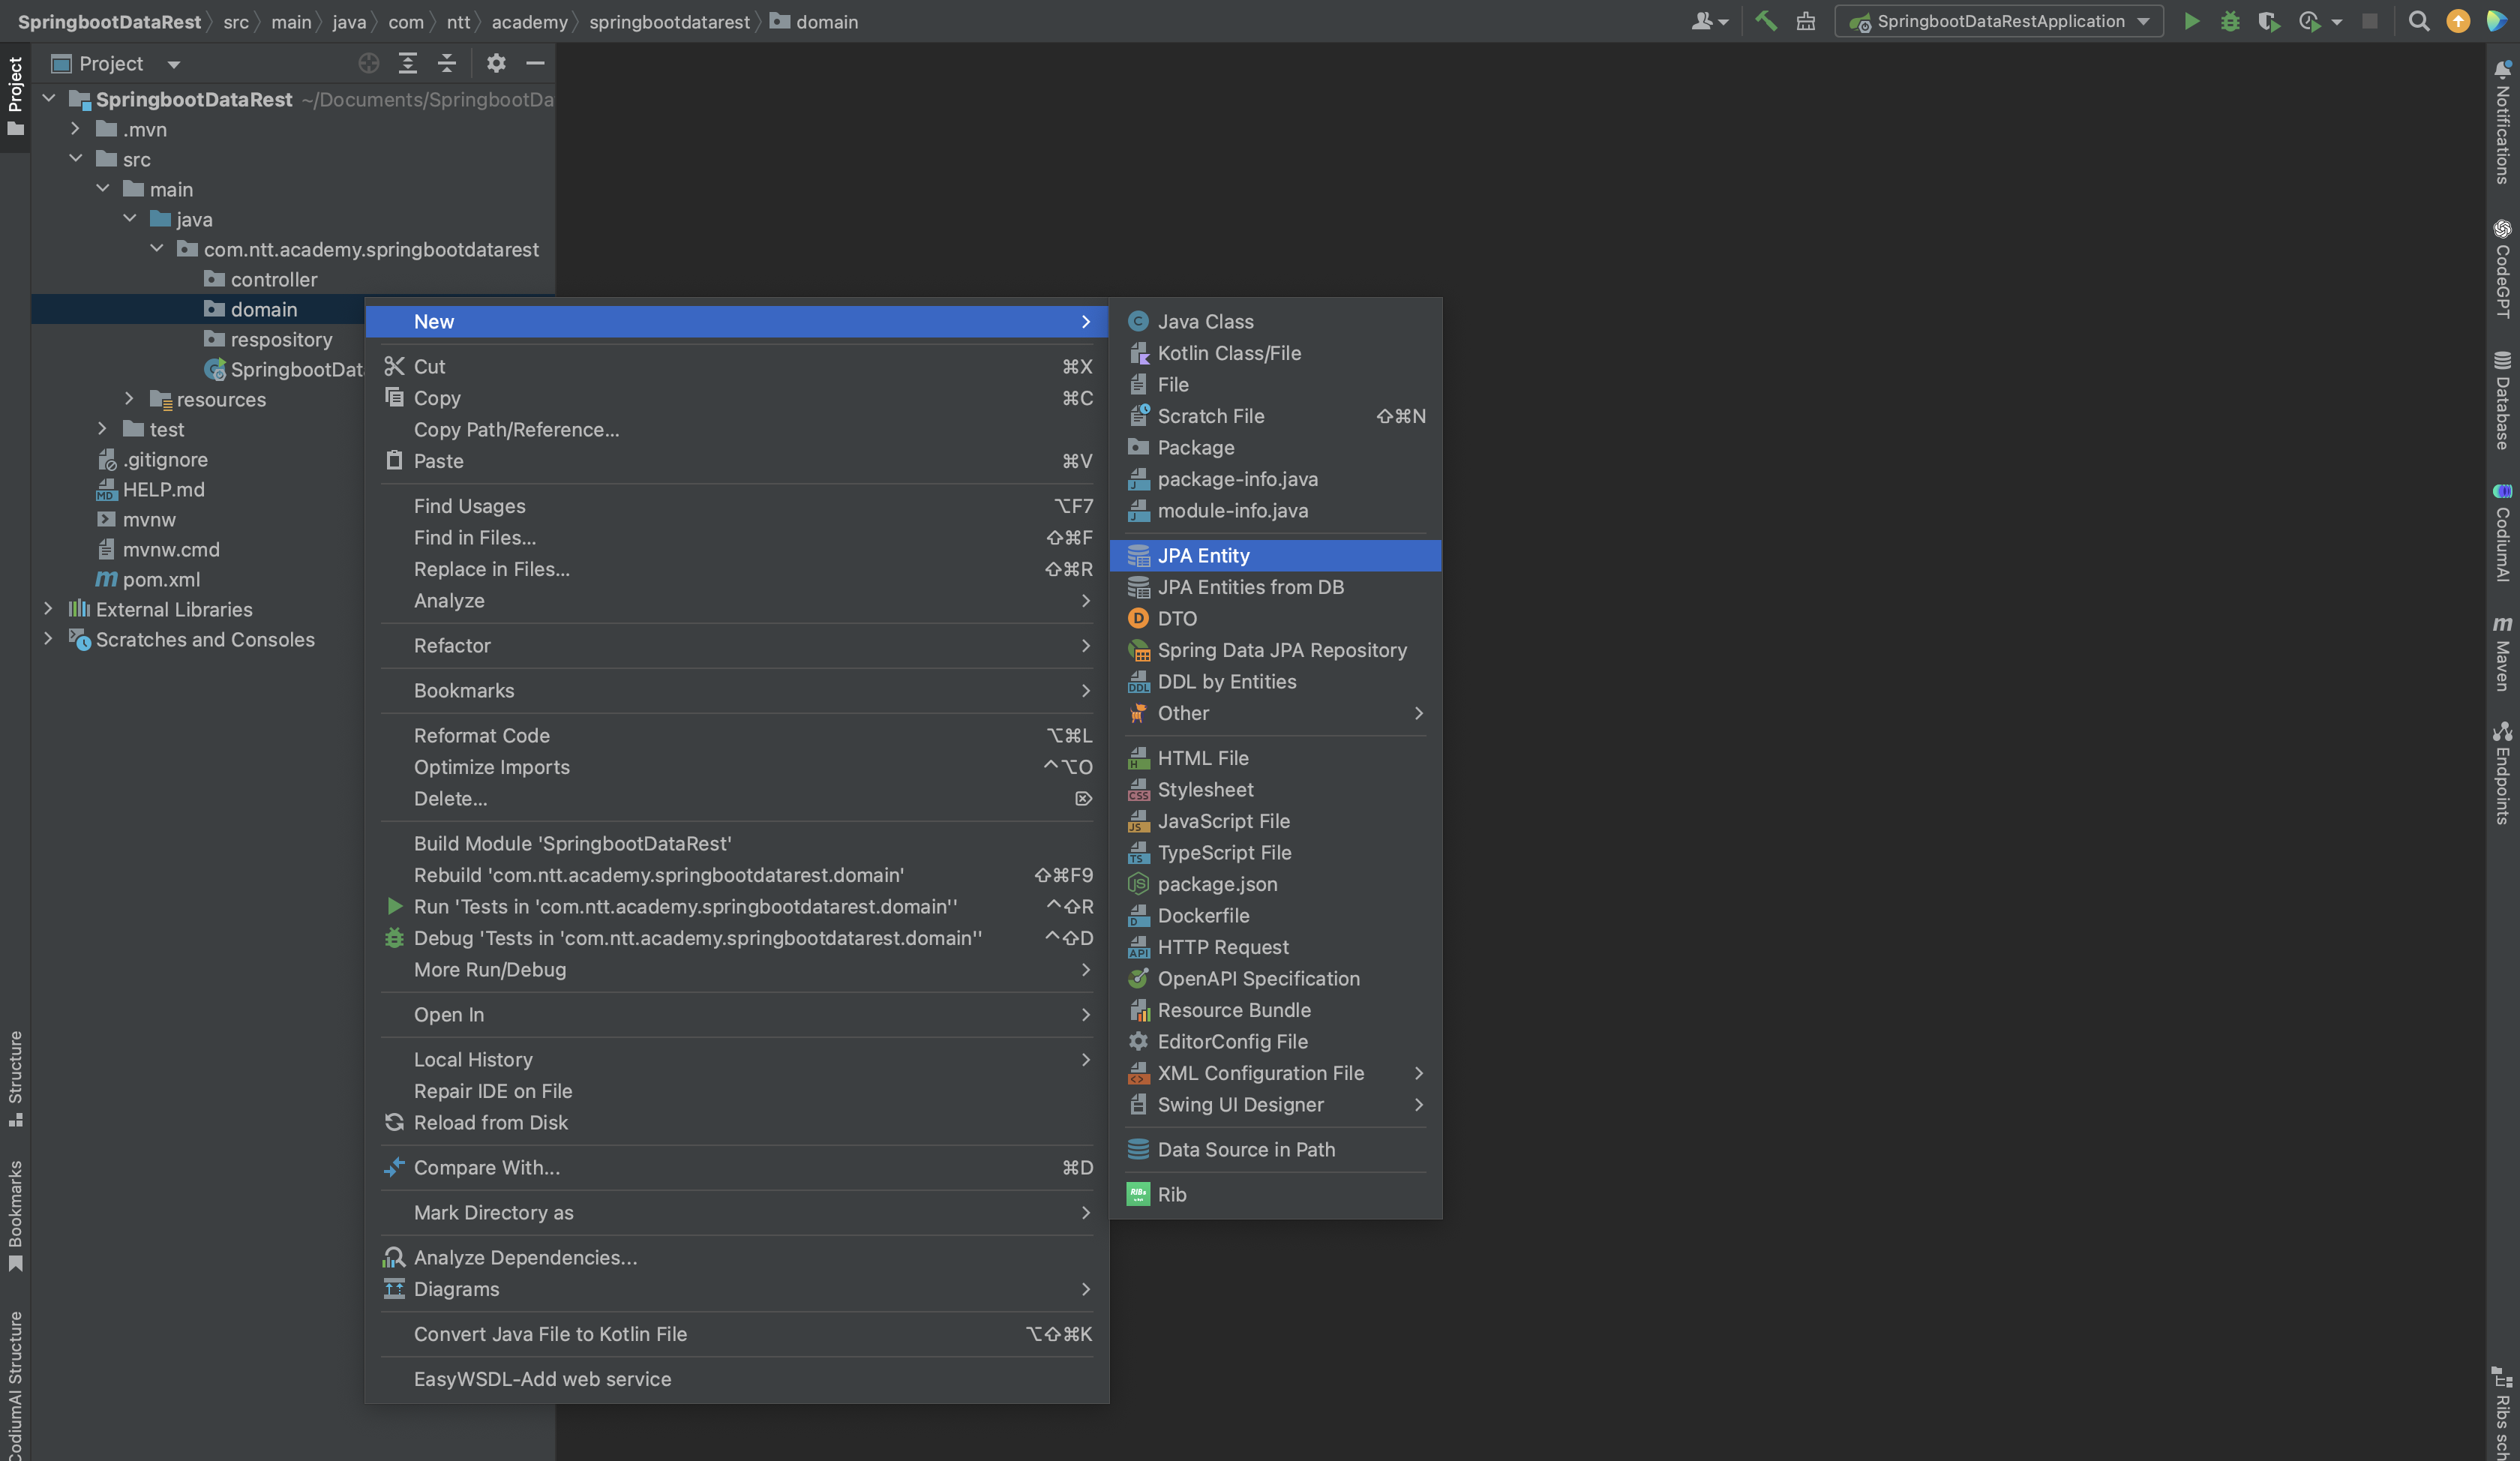 SpringbootDataRest src main java com ntt academy springbootdatarest domain
SpringbootDataRestApplication
Project
Project
SpringbootDataRest ~/Documents/SpringbootDa
.mvn
src
main
java
com.ntt.academy.springbootdatarest
controller
domain
respository
SpringbootDat
resources
test
.gitignore
HELP.md
mvnw
mvnw.cmd
pom.xml
External Libraries
Scratches and Consoles
Structure
Bookmarks
CodiumAI Structure
New
Cut ⌘X
Copy ⌘C
Copy Path/Reference...
Paste ⌘V
Find Usages ⌥F7
Find in Files... ⇧⌘F
Replace in Files... ⇧⌘R
Analyze
Refactor
Bookmarks
Reformat Code ⌥⌘L
Optimize Imports ^⌥O
Delete... ⌦
Build Module 'SpringbootDataRest'
Rebuild 'com.ntt.academy.springbootdatarest.domain' ⇧⌘F9
Run 'Tests in 'com.ntt.academy.springbootdatarest.domain'' ^⇧R
Debug 'Tests in 'com.ntt.academy.springbootdatarest.domain'' ^⇧D
More Run/Debug
Open In
Local History
Repair IDE on File
Reload from Disk
Compare With... ⌘D
Mark Directory as
Analyze Dependencies...
Diagrams
Convert Java File to Kotlin File ⌥⇧⌘K
EasyWSDL-Add web service
Java Class
Kotlin Class/File
File
Scratch File ⇧⌘N
Package
package-info.java
module-info.java
JPA Entity
JPA Entities from DB
DTO
Spring Data JPA Repository
DDL by Entities
Other
HTML File
Stylesheet
JavaScript File
TypeScript File
package.json
Dockerfile
HTTP Request
OpenAPI Specification
Resource Bundle
EditorConfig File
XML Configuration File
Swing UI Designer
Data Source in Path
Rib
Notifications
CodeGPT
Database
CodiumAI
Maven
Endpoints
Ribs sch